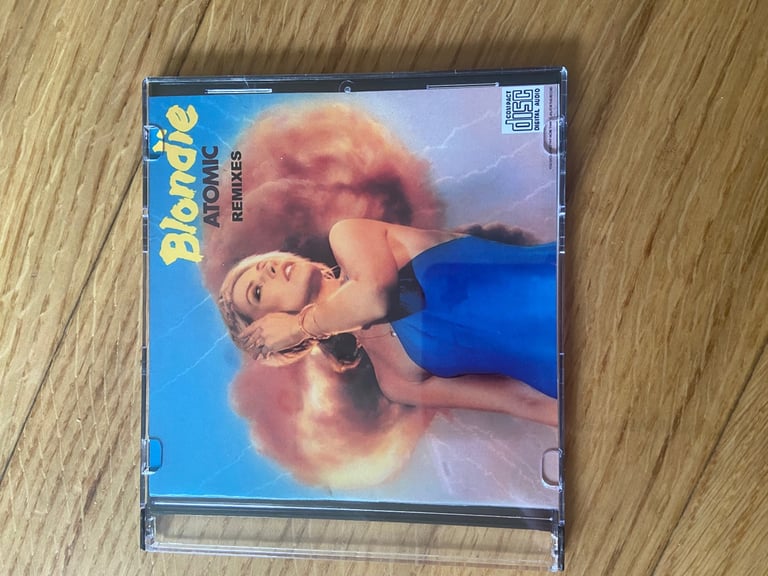 Blondie
ATOMIC
REMIXES
COMPACT
disc
DIGITAL AUDIO